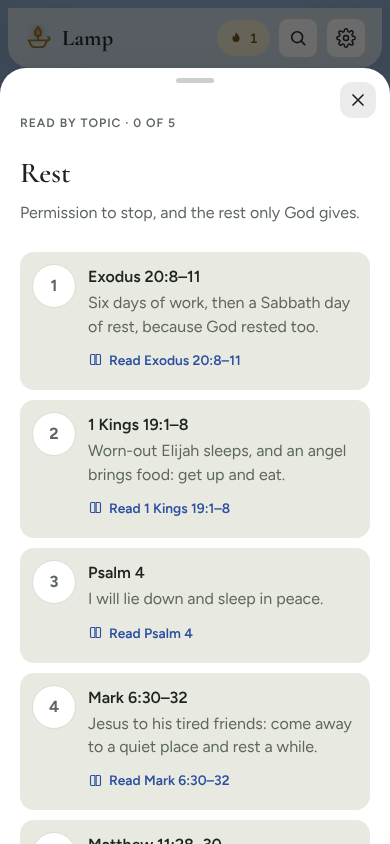 Lamp
1
READ BY TOPIC · 0 OF 5
Rest
Permission to stop, and the rest only God gives.
1
Exodus 20:8–11
Six days of work, then a Sabbath day
of rest, because God rested too.
Read Exodus 20:8–11
2
1 Kings 19:1–8
Worn-out Elijah sleeps, and an angel
brings food: get up and eat.
Read 1 Kings 19:1–8
3
Psalm 4
I will lie down and sleep in peace.
Read Psalm 4
4
Mark 6:30–32
Jesus to his tired friends: come away
to a quiet place and rest a while.
Read Mark 6:30–32
Matthew 11:28–30